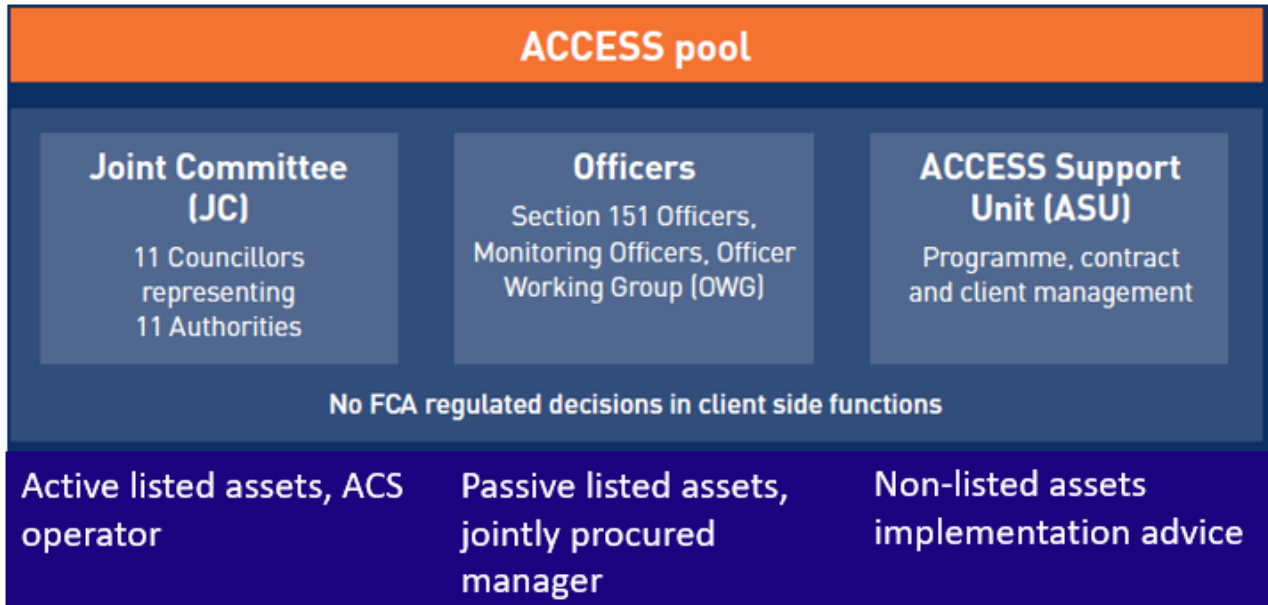 ACCESS pool
Joint Committee
(JC)
11 Councillors
representing
11 Authorities
Officers
Section 151 Officers,
Monitoring Officers, Officer
Working Group (OWG)
ACCESS Support
Unit (ASU)
Programme, contract
and client management
No FCA regulated decisions in client side functions
Active listed assets, ACS
operator
Passive listed assets,
jointly procured
manager
Non-listed assets
implementation advice